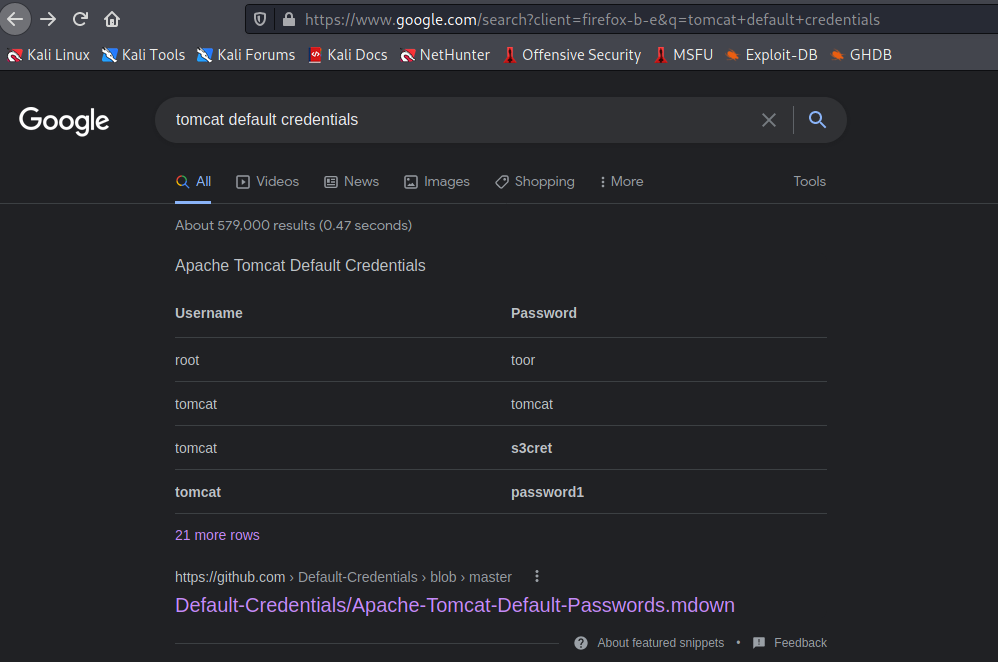 https://www.google.com/search?client=firefox-b-e&q=tomcat+default+credentials
Kali Linux Kali Tools Kali Forums Kali Docs NetHunter Offensive Security MSFU Exploit-DB GHDB
Google
tomcat default credentials
All Videos News Images Shopping More Tools
About 579,000 results (0.47 seconds)
Apache Tomcat Default Credentials
Username Password
root toor
tomcat tomcat
tomcat s3cret
tomcat password1
21 more rows
https://github.com › Default-Credentials › blob › master
Default-Credentials/Apache-Tomcat-Default-Passwords.mdown
About featured snippets • Feedback